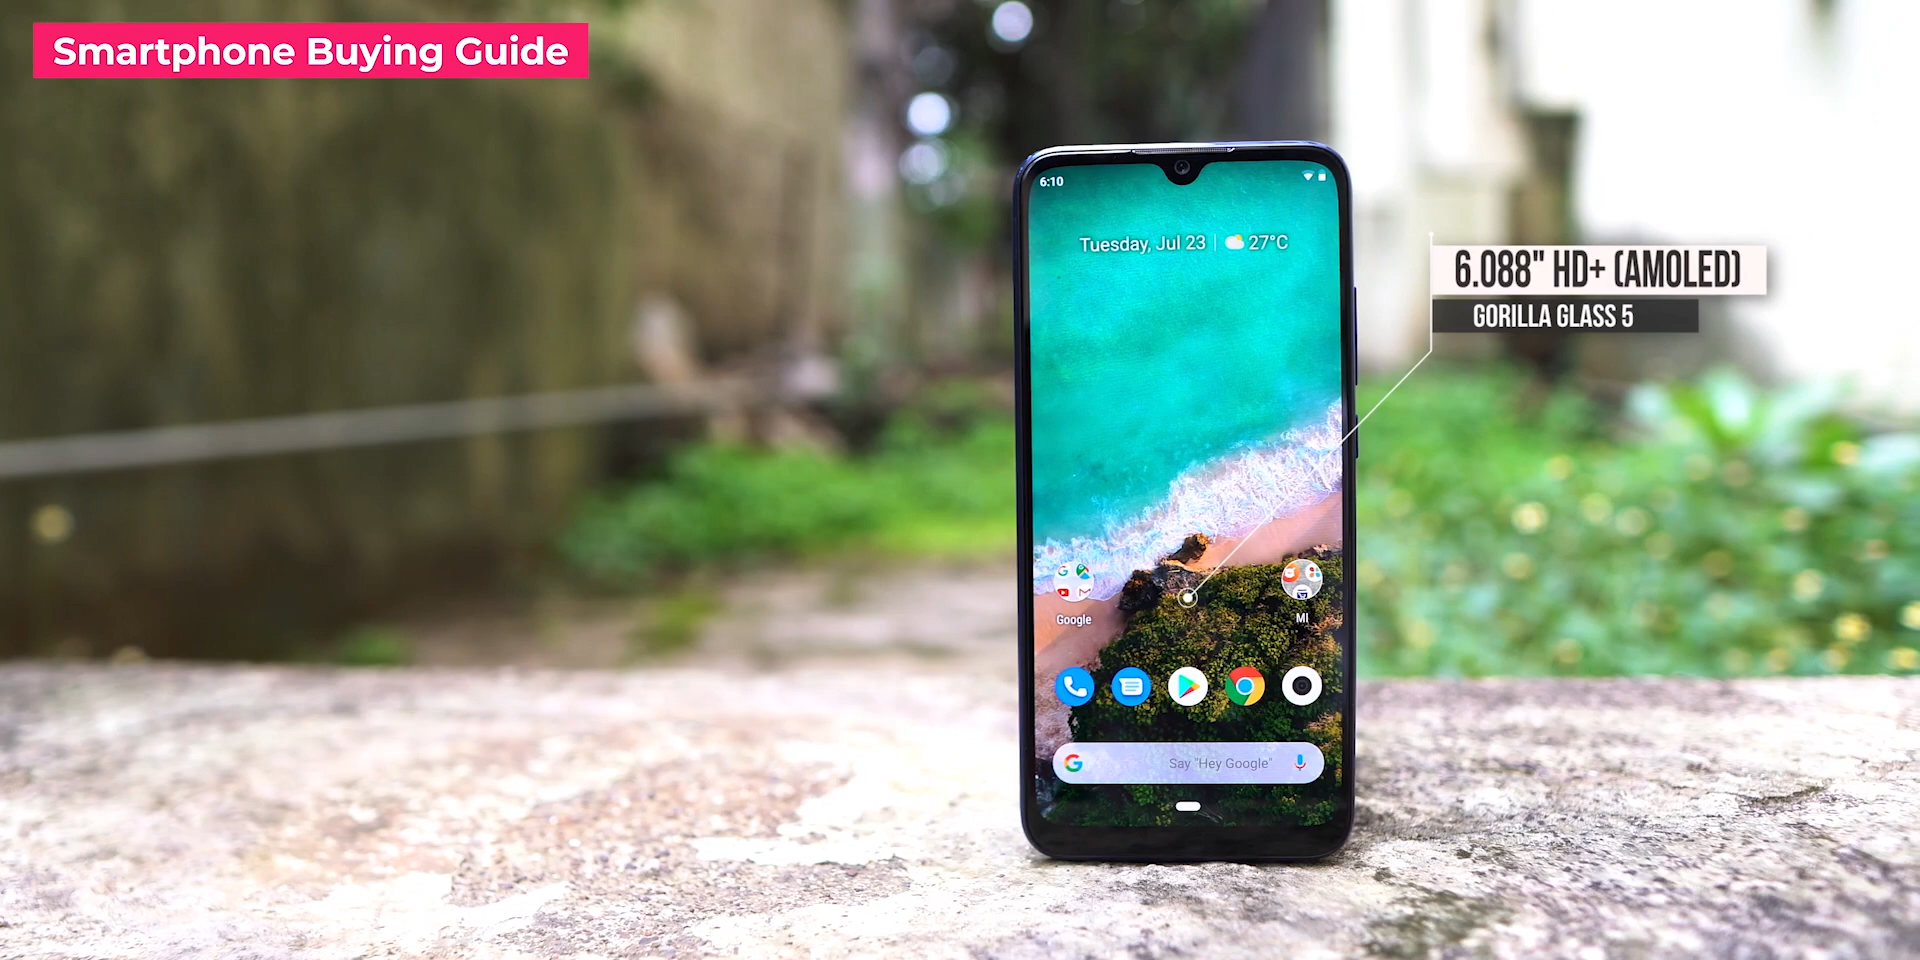 Smartphone Buying Guide
6:10
Tuesday, Jul 23 27°C
6.088" HD+ (AMOLED)
GORILLA GLASS 5
Google
MI
Say "Hey Google"